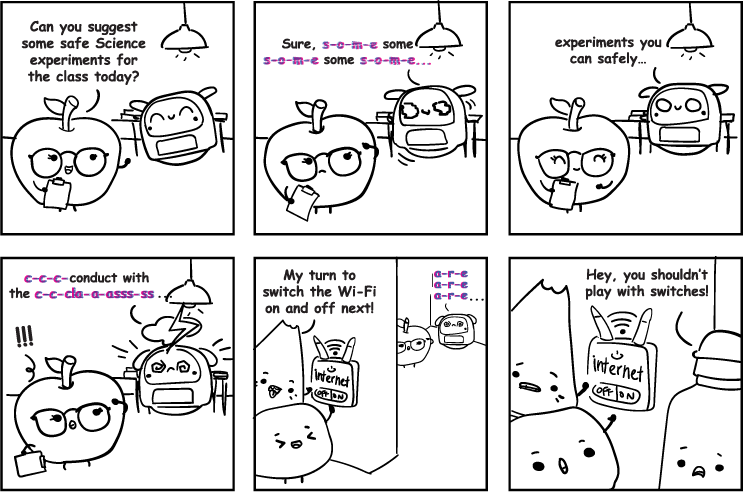 Can you suggest
some safe Science
experiments for
the class today?
Sure, s-o-m-e some
s-o-m-e some s-o-m-e...
experiments you
can safely...
c-c-c-conduct with
the c-c-cla-a-asss-ss...
!!!
My turn to
switch the Wi-Fi
on and off next!
a-r-e
a-r-e
a-r-e...
internet
OFF ON
Hey, you shouldn't
play with switches!
internet
OFF ON